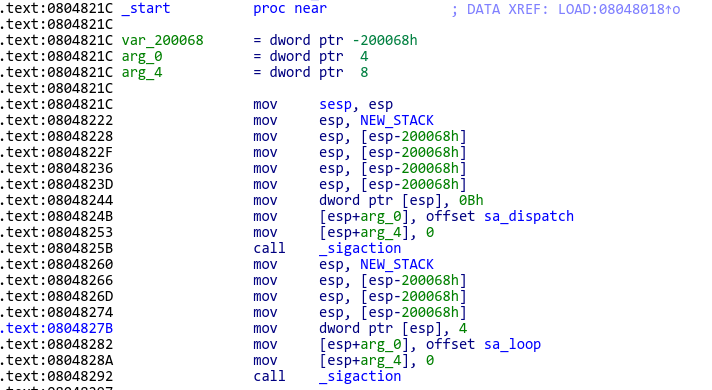 .text:0804821C _start proc near ; DATA XREF: LOAD:08048018↑o
.text:0804821C
.text:0804821C var_200068 = dword ptr -200068h
.text:0804821C arg_0 = dword ptr 4
.text:0804821C arg_4 = dword ptr 8
.text:0804821C
.text:0804821C mov sesp, esp
.text:08048222 mov esp, NEW_STACK
.text:08048228 mov esp, [esp-200068h]
.text:0804822F mov esp, [esp-200068h]
.text:08048236 mov esp, [esp-200068h]
.text:0804823D mov esp, [esp-200068h]
.text:08048244 mov dword ptr [esp], 0Bh
.text:0804824B mov [esp+arg_0], offset sa_dispatch
.text:08048253 mov [esp+arg_4], 0
.text:0804825B call _sigaction
.text:08048260 mov esp, NEW_STACK
.text:08048266 mov esp, [esp-200068h]
.text:0804826D mov esp, [esp-200068h]
.text:08048274 mov esp, [esp-200068h]
.text:0804827B mov dword ptr [esp], 4
.text:08048282 mov [esp+arg_0], offset sa_loop
.text:0804828A mov [esp+arg_4], 0
.text:08048292 call _sigaction